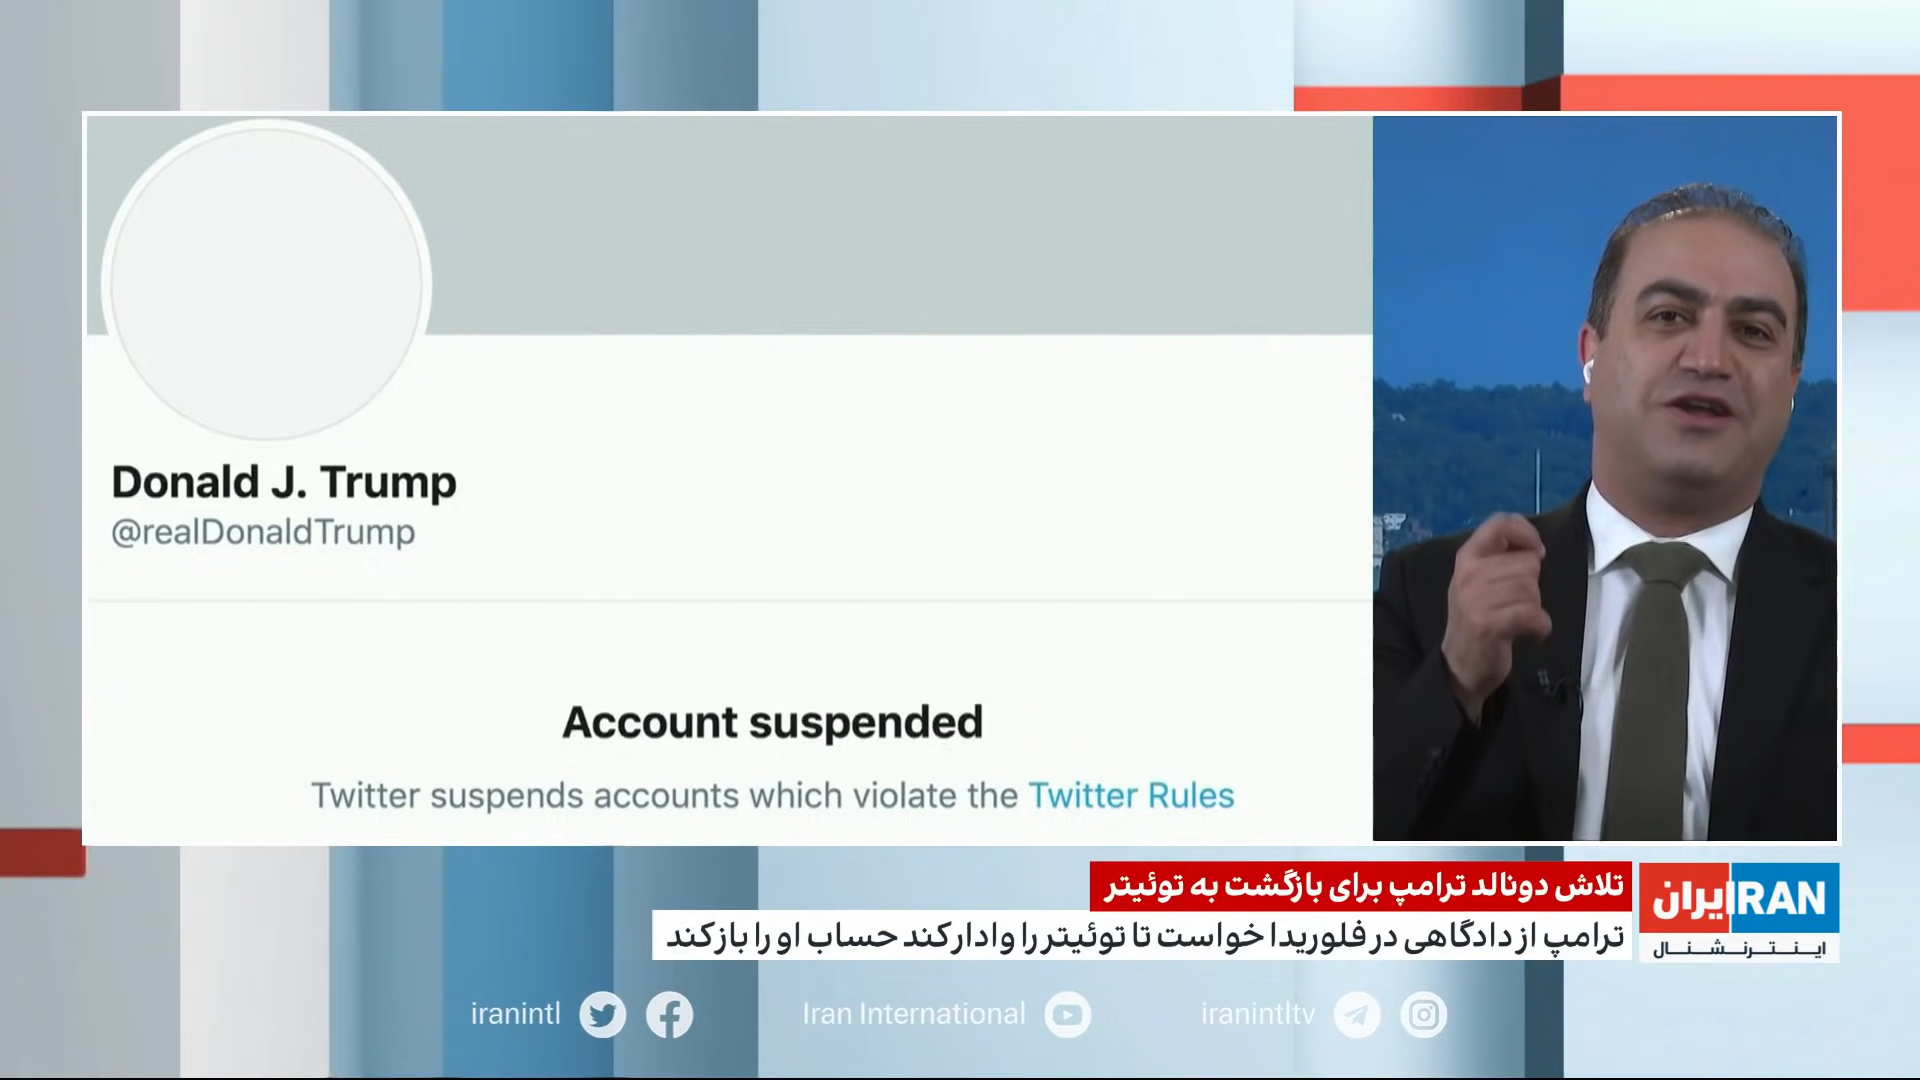 Donald J. Trump
@realDonaldTrump
Account suspended
Twitter suspends accounts which violate the Twitter Rules
تلاش دونالد ترامپ برای بازگشت به توئیتر
ترامپ از دادگاهی در فلوریدا خواست تا توئیتر را وادار کند حساب او را باز کند
ایران IRAN
اینترنشنال
iranintl
Iran International
iranintltv